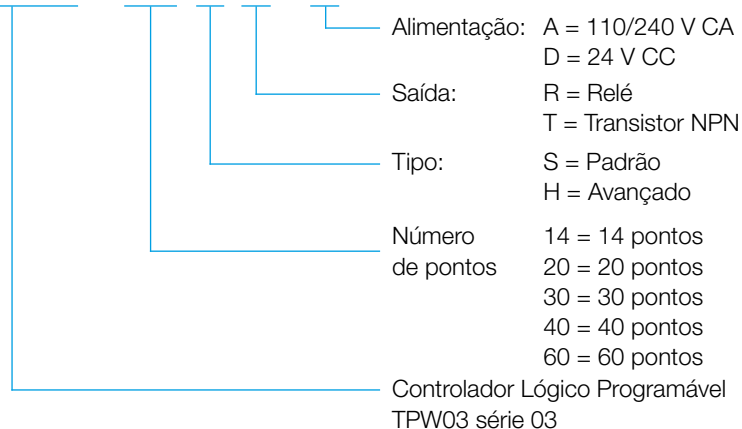 Alimentação: A = 110/240 V CA
D = 24 V CC
Saída: R = Relé
T = Transistor NPN
Tipo: S = Padrão
H = Avançado
Número 14 = 14 pontos
de pontos 20 = 20 pontos
30 = 30 pontos
40 = 40 pontos
60 = 60 pontos
Controlador Lógico Programável
TPW03 série 03